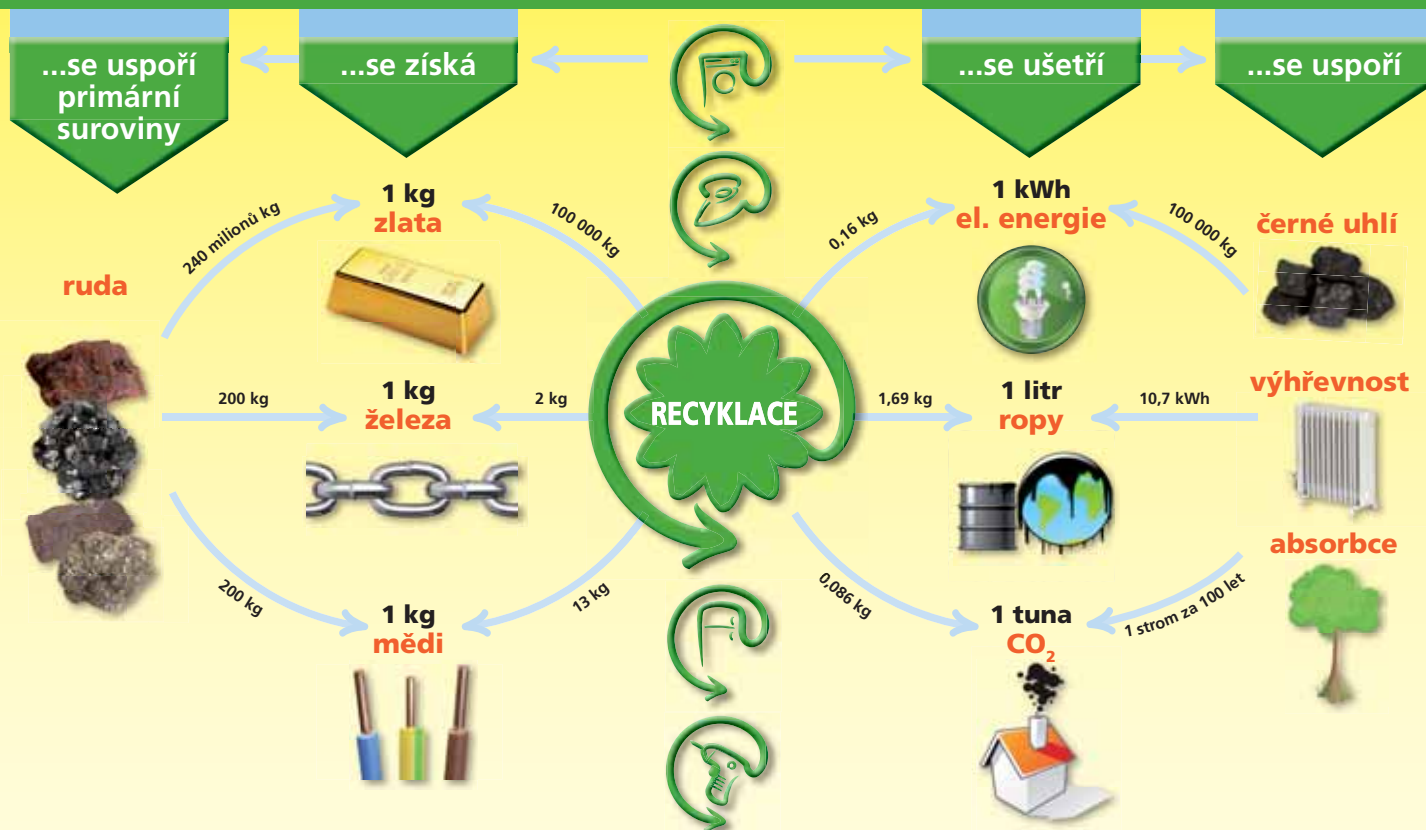 ...se uspoří
primární
suroviny
...se získá
...se ušetří
...se uspoří
240 milionů kg
1 kg
zlata
100 000 kg
0,16 kg
1 kWh
el. energie
100 000 kg
černé uhlí
ruda
200 kg
1 kg
železa
2 kg
RECYKLACE
1,69 kg
1 litr
ropy
10,7 kWh
výhřevnost
200 kg
1 kg
mědi
13 kg
0,086 kg
1 tuna
CO₂
1 strom za 100 let
absorbce